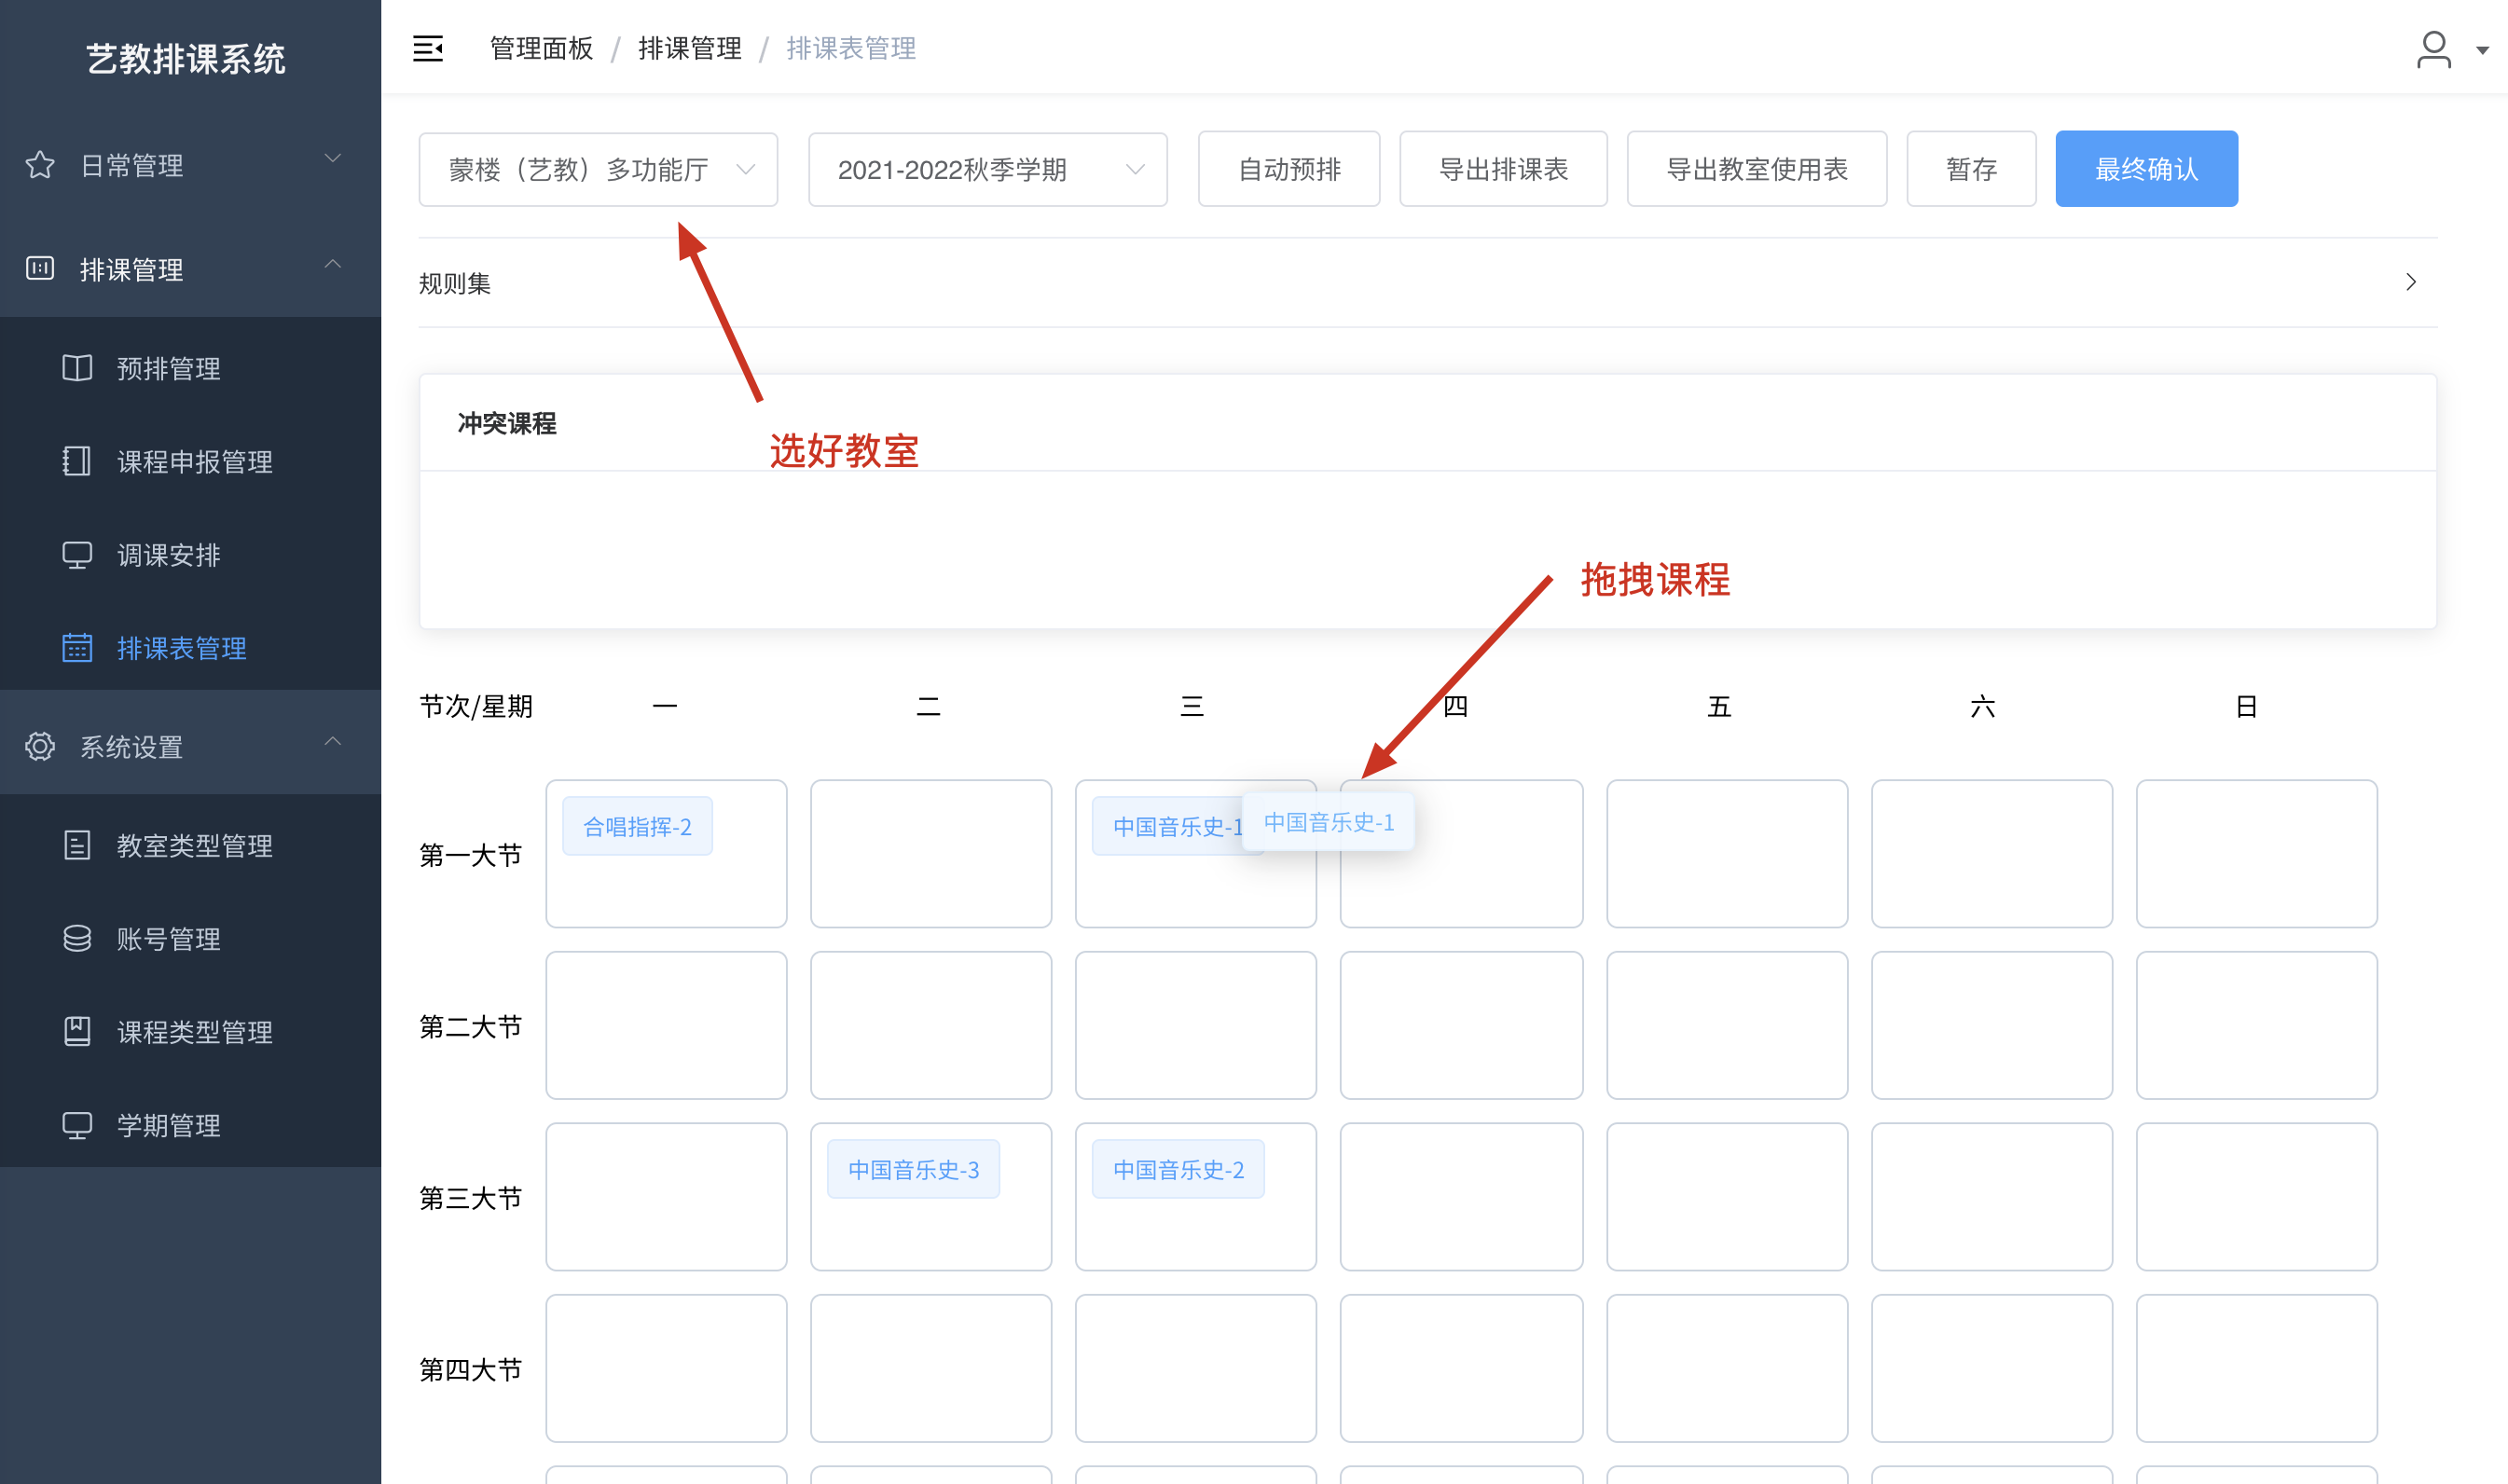 艺教排课系统
日常管理
排课管理
预排管理
课程申报管理
调课安排
排课表管理
系统设置
教室类型管理
账号管理
课程类型管理
学期管理
管理面板 / 排课管理 / 排课表管理
蒙楼（艺教）多功能厅 2021-2022秋季学期 自动预排 导出排课表 导出教室使用表 暂存 最终确认
规则集
冲突课程
选好教室
拖拽课程
节次/星期 一 二 三 四 五 六 日
第一大节 合唱指挥-2 中国音乐史-1 中国音乐史-1
第二大节
第三大节 中国音乐史-3 中国音乐史-2
第四大节